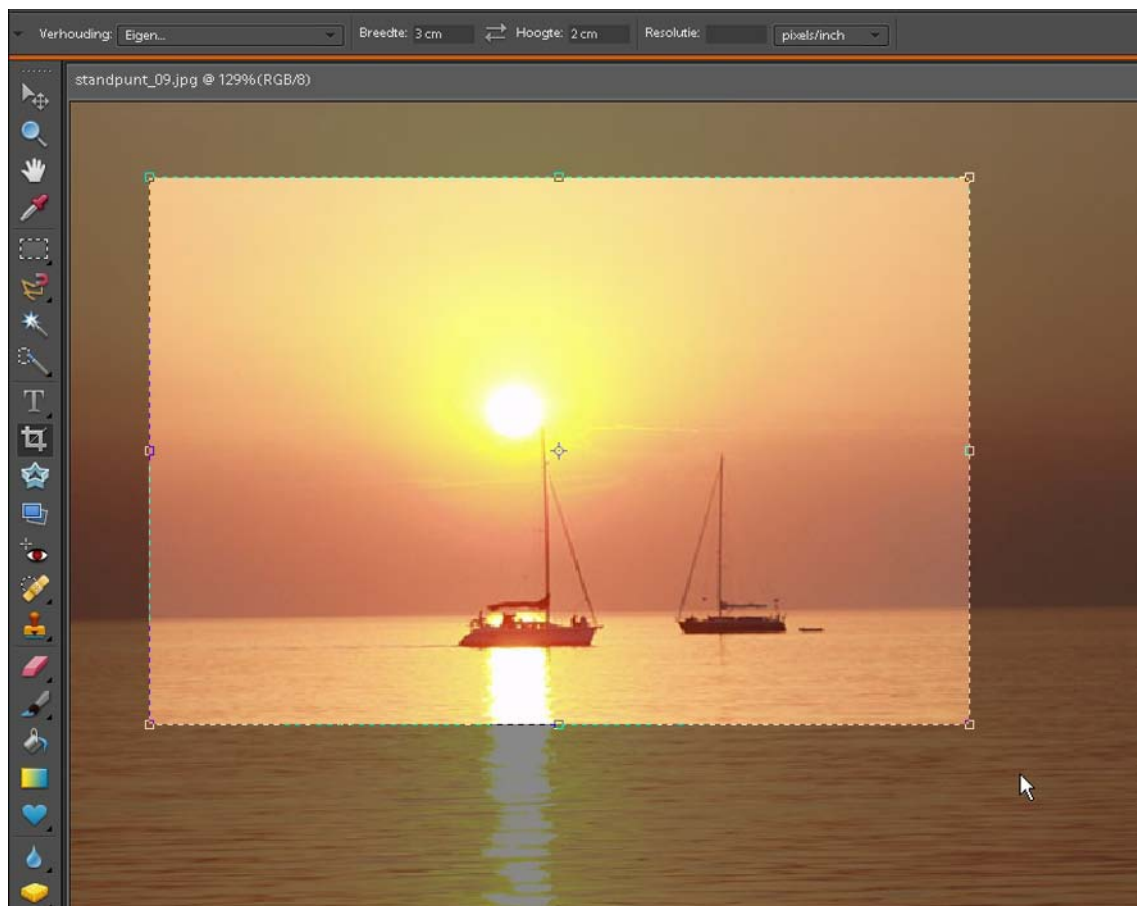 Verhouding: Eigen... Breedte: 3 cm Hoogte: 2 cm Resolutie: pixels/inch
standpunt_09.jpg @ 129%(RGB/8)
T